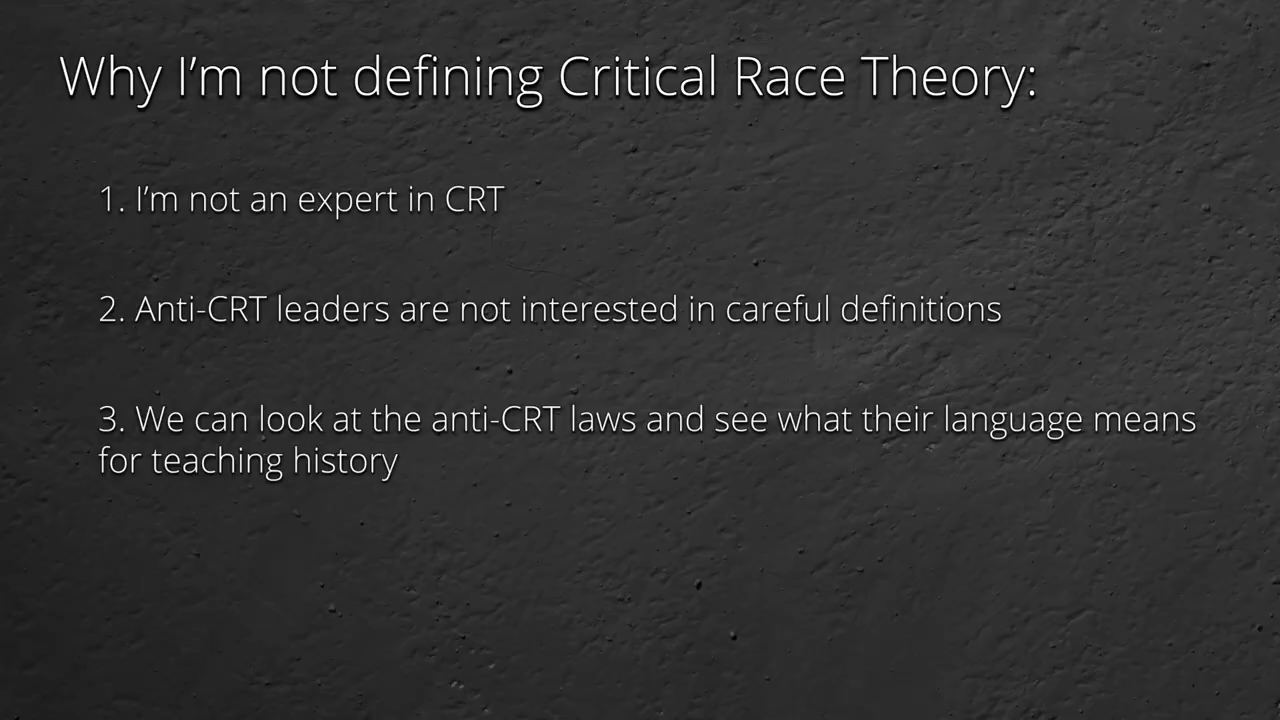 Why I’m not defining Critical Race Theory:
1. I’m not an expert in CRT
2. Anti-CRT leaders are not interested in careful definitions
3. We can look at the anti-CRT laws and see what their language means
for teaching history